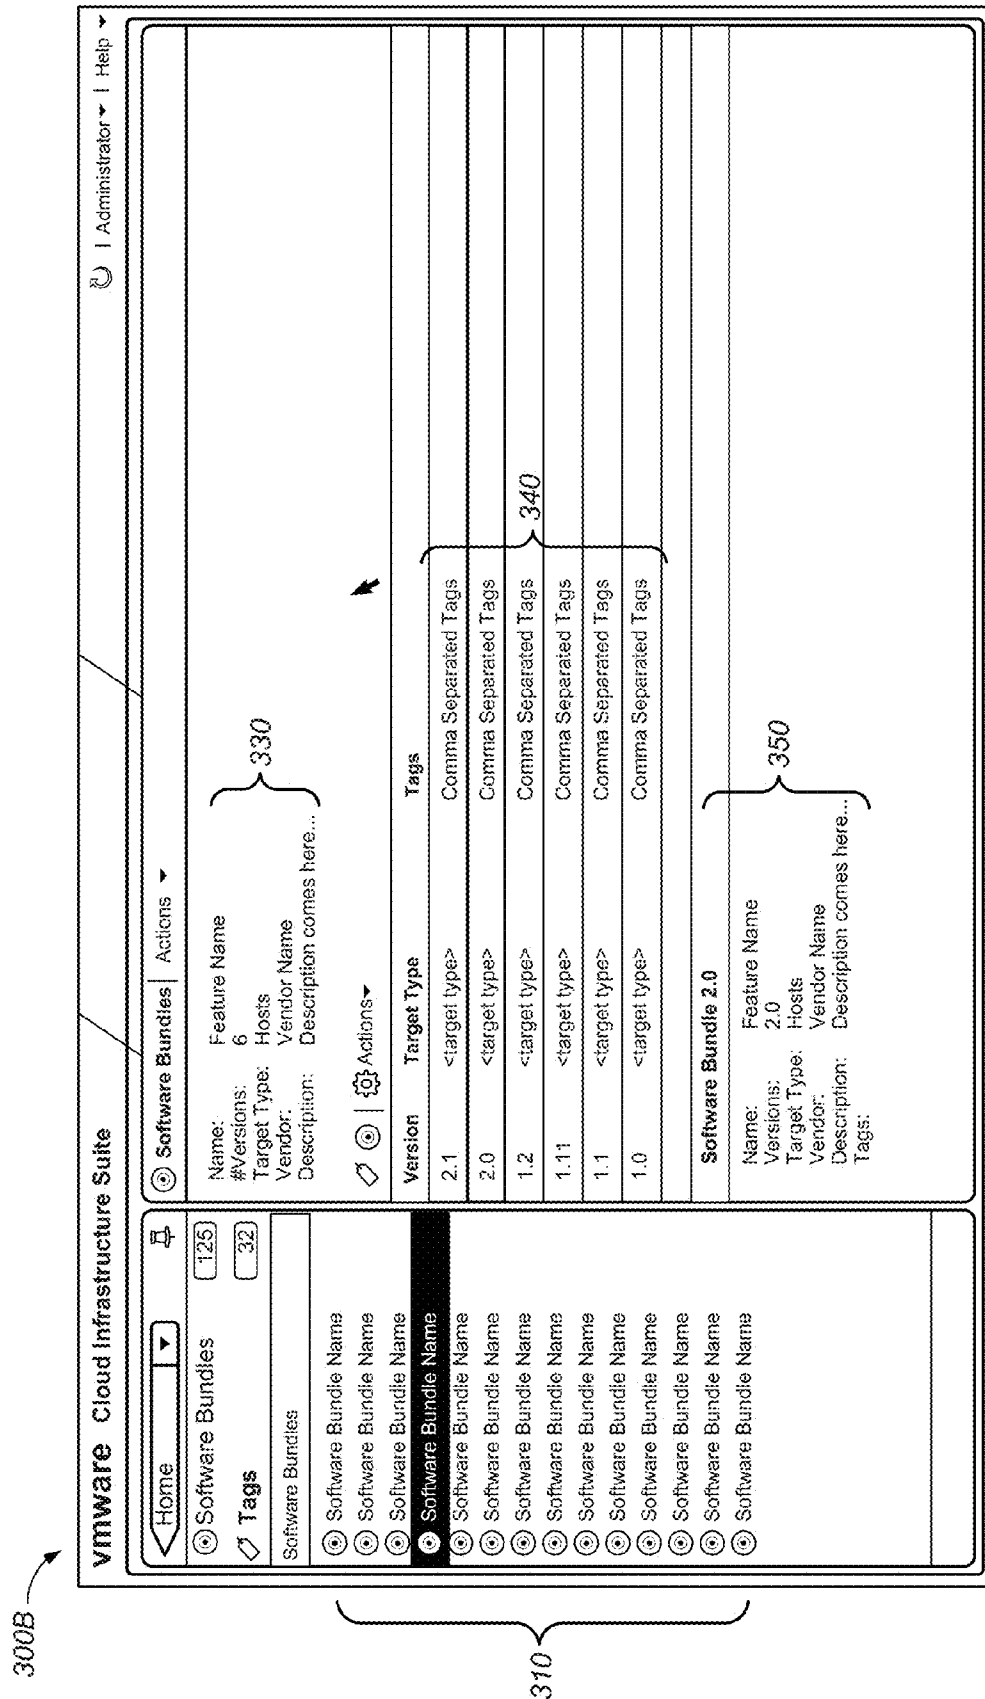 300B
vmware Cloud Infrastructure Suite
| Administrator | Help
Home
Software Bundles 125
Tags 32
Software Bundles
310
Software Bundle Name
Software Bundle Name
Software Bundle Name
Software Bundle Name
Software Bundle Name
Software Bundle Name
Software Bundle Name
Software Bundle Name
Software Bundle Name
Software Bundle Name
Software Bundle Name
Software Bundle Name
Software Bundle Name
Software Bundle Name
Software Bundles | Actions
Name: Feature Name
#Versions: 6
Target Type: Hosts
Vendor: Vendor Name
Description: Description comes here...
330
| Actions
Version Target Type Tags
2.1 <target type> Comma Separated Tags
2.0 <target type> Comma Separated Tags
1.2 <target type> Comma Separated Tags
1.11 <target type> Comma Separated Tags
1.1 <target type> Comma Separated Tags
1.0 <target type> Comma Separated Tags
340
Software Bundle 2.0
Name: Feature Name
Versions: 2.0
Target Type: Hosts
Vendor: Vendor Name
Description: Description comes here...
Tags:
350